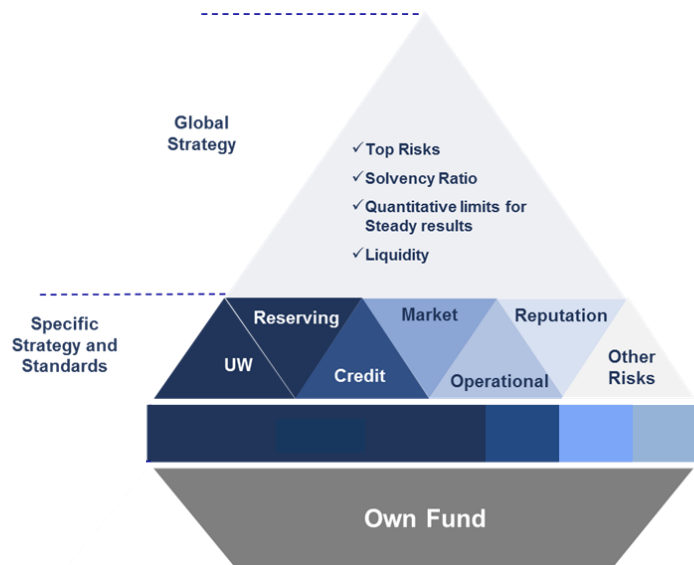 Global
Strategy
✓Top Risks
✓Solvency Ratio
✓Quantitative limits for
Steady results
✓Liquidity
Specific
Strategy and
Standards
Reserving
Market
Reputation
UW
Credit
Operational
Other
Risks
Own Fund